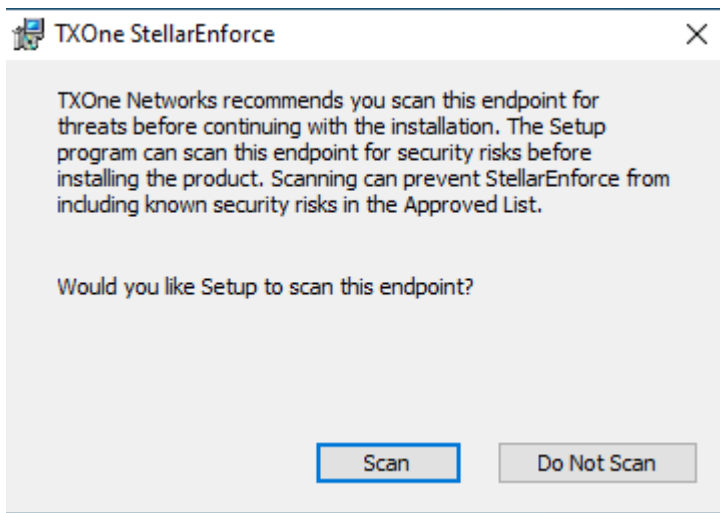 TXOne StellarEnforce
TXOne Networks recommends you scan this endpoint for
threats before continuing with the installation. The Setup
program can scan this endpoint for security risks before
installing the product. Scanning can prevent StellarEnforce from
including known security risks in the Approved List.
Would you like Setup to scan this endpoint?
Scan
Do Not Scan